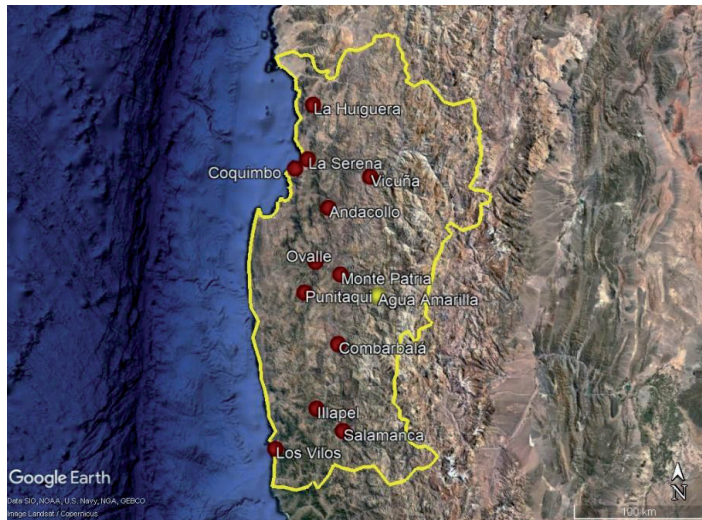 La Huiguera
La Serena
Coquimbo
Vicuña
Andacollo
Ovalle
Monte Patria
Punitaqui
Agua Amarilla
Combarbalá
Illapel
Salamanca
Los Vilos
Google Earth
N
Data SIO, NOAA, U.S. Navy, NGA, GEBCO
Image Landsat / Copernicus
100 km